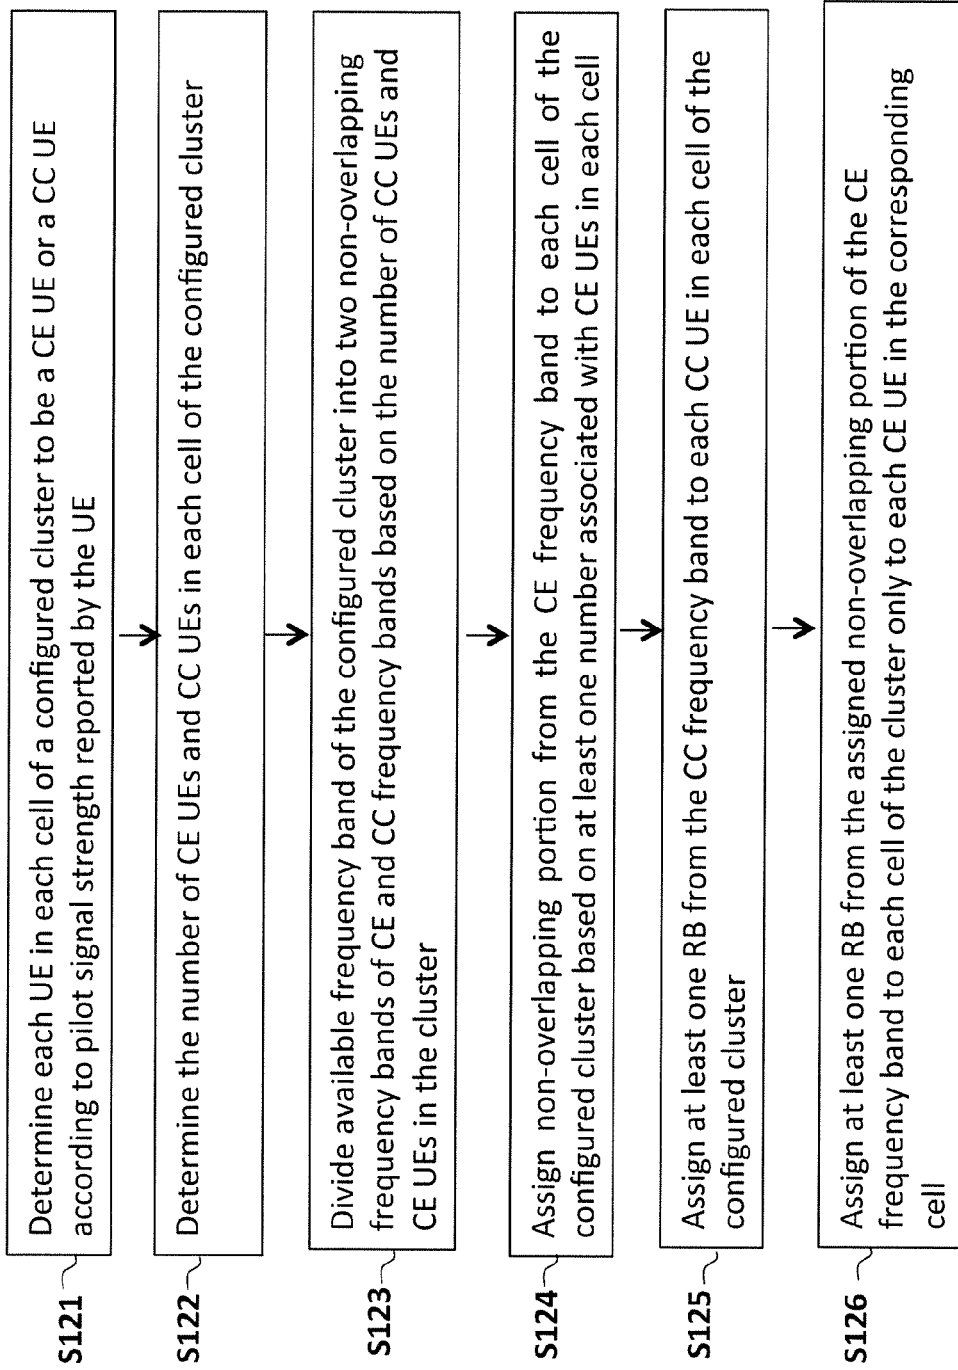 S121
Determine each UE in each cell of a configured cluster to be a CE UE or a CC UE
according to pilot signal strength reported by the UE
S122
Determine the number of CE UEs and CC UEs in each cell of the configured cluster
S123
Divide available frequency band of the configured cluster into two non-overlapping
frequency bands of CE and CC frequency bands based on the number of CC UEs and
CE UEs in the cluster
S124
Assign non-overlapping portion from the CE frequency band to each cell of the
configured cluster based on at least one number associated with CE UEs in each cell
S125
Assign at least one RB from the CC frequency band to each CC UE in each cell of the
configured cluster
S126
Assign at least one RB from the assigned non-overlapping portion of the CE
frequency band to each cell of the cluster only to each CE UE in the corresponding
cell